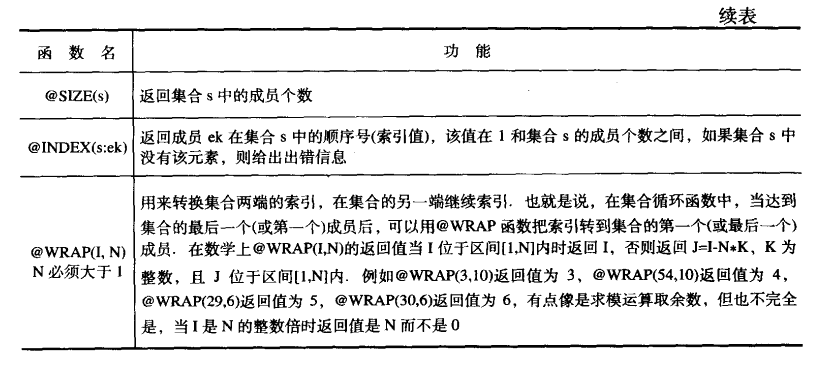 续表
函 数 名
功 能
@SIZE(s)
返回集合 s 中的成员个数
@INDEX(s:ek)
返回成员 ek 在集合 s 中的顺序号(索引值)，该值在 1 和集合 s 的成员个数之间，如果集合 s 中
没有该元素，则给出出错信息
@WRAP(I, N)
N 必须大于 1
用来转换集合两端的索引，在集合的另一端继续索引．也就是说，在集合循环函数中，当达到
集合的最后一个(或第一个)成员后，可以用@WRAP 函数把索引转到集合的第一个(或最后一个)
成员．在数学上@WRAP(I,N)的返回值当 I 位于区间[1,N]内时返回 I，否则返回 J=I-N*K，K 为
整数，且 J 位于区间[1,N]内．例如@WRAP(3,10)返回值为 3，@WRAP(54,10)返回值为 4，
@WRAP(29,6)返回值为 5，@WRAP(30,6)返回值为 6，有点像是求模运算取余数，但也不完全
是，当 I 是 N 的整数倍时返回值是 N 而不是 0